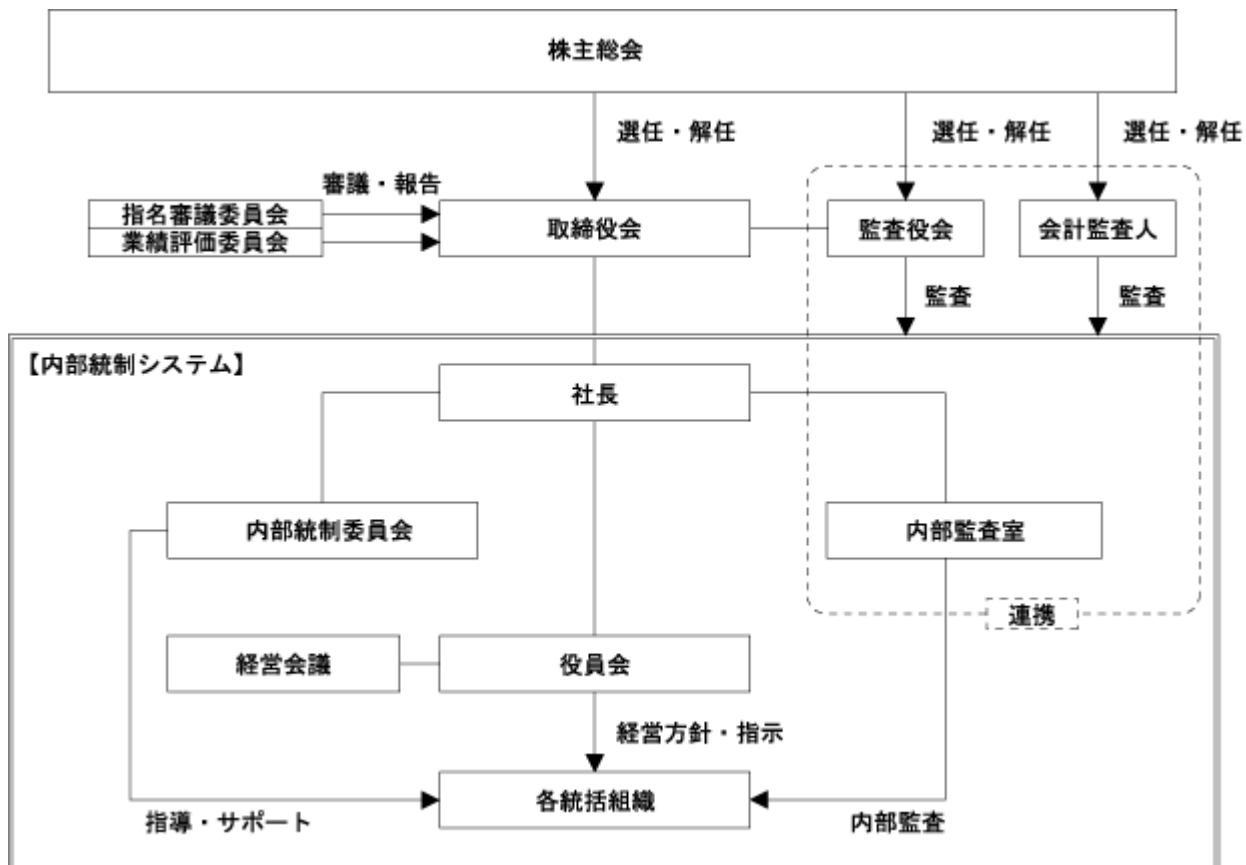 株主総会
選任・解任
選任・解任
選任・解任
審議・報告
指名審議委員会
業績評価委員会
取締役会
監査役会
会計監査人
監査
監査
【内部統制システム】
社長
内部統制委員会
内部監査室
連携
経営会議
役員会
経営方針・指示
各統括組織
指導・サポート
内部監査